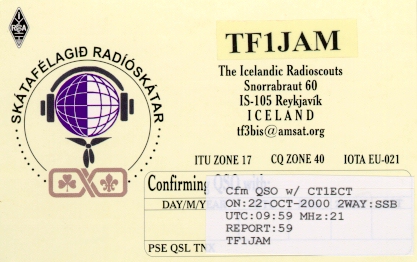 SKÁTAFÉLAGIÐ RADÍÓSKÁTAR
TF1JAM
The Icelandic Radioscouts
Snorrabraut 60
IS-105 Reykjavík
ICELAND
tf3bis@amsat.org
ITU ZONE 17 CQ ZONE 40 IOTA EU-021
Confirming QSO with:
DAY/M/Y
PSE QSL TNX
Cfm QSO w/ CT1ECT
ON:22-OCT-2000 2WAY:SSB
UTC:09:59 MHz:21
REPORT:59
TF1JAM